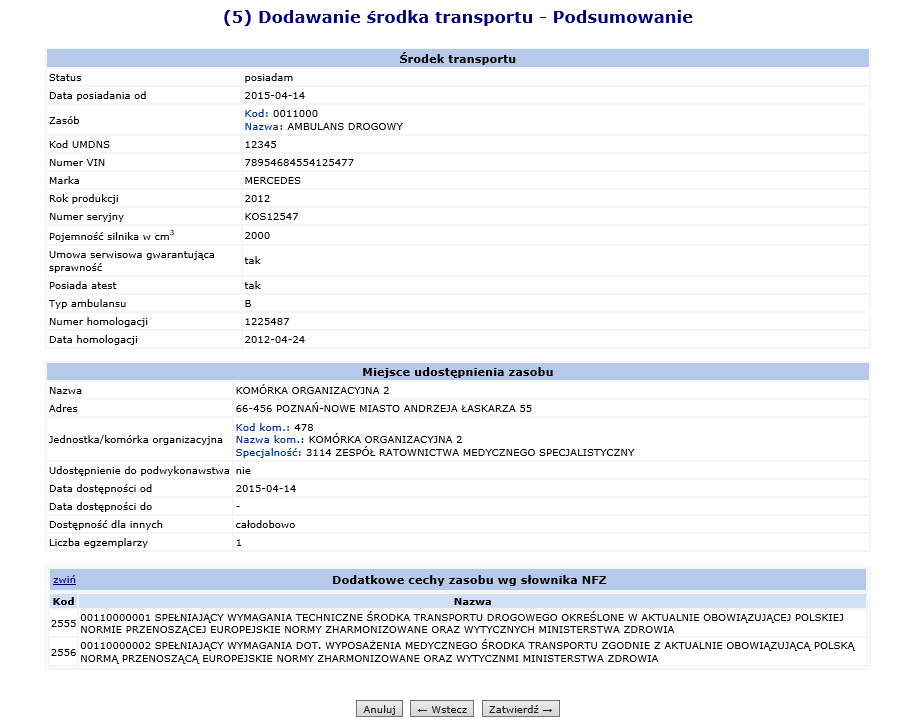 (5) Dodawanie środka transportu - Podsumowanie
Środek transportu
Status posiadam
Data posiadania od 2015-04-14
Zasób Kod: 0011000
Nazwa: AMBULANS DROGOWY
Kod UMDNS 12345
Numer VIN 78954684554125477
Marka MERCEDES
Rok produkcji 2012
Numer seryjny KOS12547
Pojemność silnika w cm³ 2000
Umowa serwisowa gwarantująca
sprawność tak
Posiada atest tak
Typ ambulansu B
Numer homologacji 1225487
Data homologacji 2012-04-24
Miejsce udostępnienia zasobu
Nazwa KOMÓRKA ORGANIZACYJNA 2
Adres 66-456 POZNAŃ-NOWE MIASTO ANDRZEJA ŁASKARZA 55
Jednostka/komórka organizacyjna Kod kom.: 478
Nazwa kom.: KOMÓRKA ORGANIZACYJNA 2
Specjalność: 3114 ZESPÓŁ RATOWNICTWA MEDYCZNEGO SPECJALISTYCZNY
Udostępnienie do podwykonawstwa nie
Data dostępności od 2015-04-14
Data dostępności do -
Dostępność dla innych całodobowo
Liczba egzemplarzy 1
zwiń Dodatkowe cechy zasobu wg słownika NFZ
Kod Nazwa
2555 00110000001 SPEŁNIAJĄCY WYMAGANIA TECHNICZNE ŚRODKA TRANSPORTU DROGOWEGO OKREŚLONE W AKTUALNIE OBOWIĄZUJĄCEJ POLSKIEJ
NORMIE PRZENOSZĄCEJ EUROPEJSKIE NORMY ZHARMONIZOWANE ORAZ WYTYCZNYCH MINISTERSTWA ZDROWIA
2556 00110000002 SPEŁNIAJĄCY WYMAGANIA DOT. WYPOSAŻENIA MEDYCZNEGO ŚRODKA TRANSPORTU ZGODNIE Z AKTUALNIE OBOWIĄZUJĄCĄ POLSKĄ
NORMĄ PRZENOSZĄCĄ EUROPEJSKIE NORMY ZHARMONIZOWANE ORAZ WYTYCZNMI MINISTERSTWA ZDROWIA
Anuluj ← Wstecz Zatwierdź →